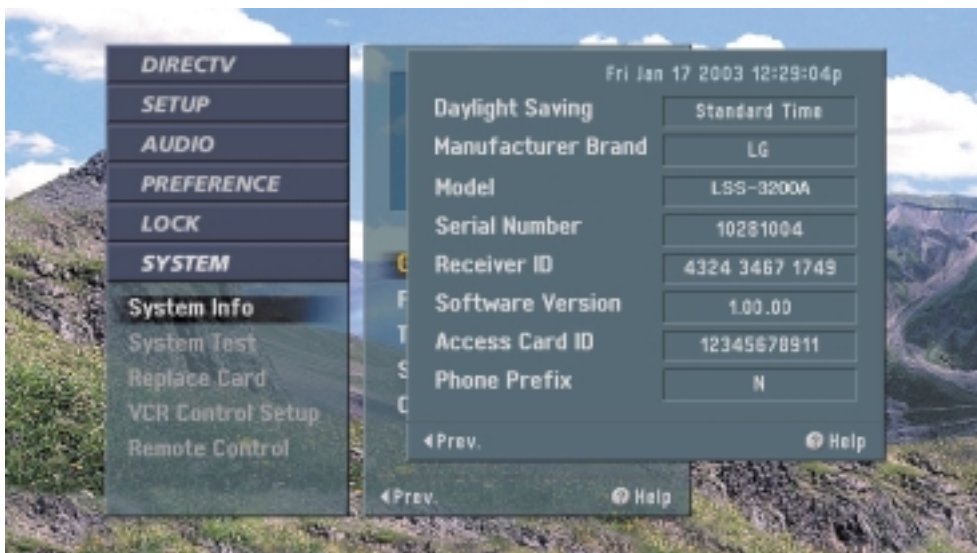 DIRECTV
SETUP
AUDIO
PREFERENCE
LOCK
SYSTEM
System Info
System Test
Replace Card
VCR Control Setup
Remote Control
Fri Jan 17 2003 12:29:04p
Daylight Saving Standard Time
Manufacturer Brand LG
Model LSS-3200A
Serial Number 10281004
Receiver ID 4324 3467 1749
Software Version 1.00.00
Access Card ID 12345678911
Phone Prefix N
Prev. Help
Prev. Help